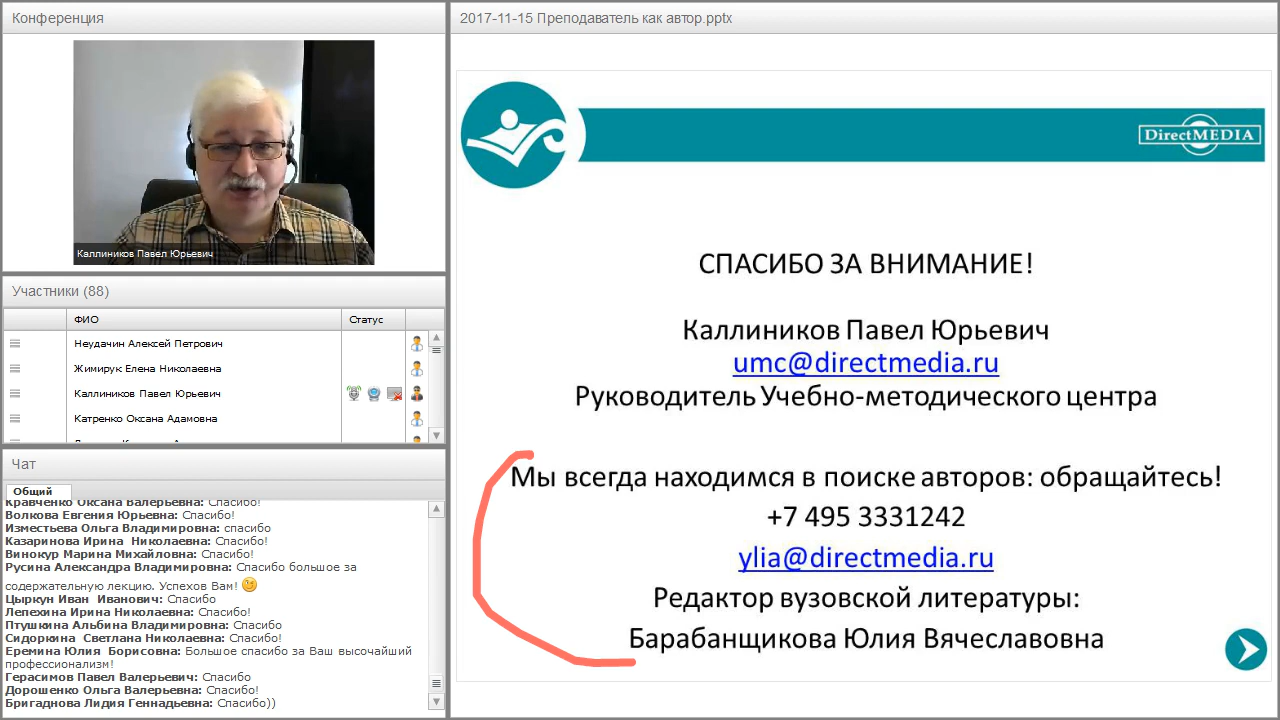 Конференция
Каллиников Павел Юрьевич
Участники (88)
ФИО Статус
Неудачин Алексей Петрович
Жимирук Елена Николаевна
Каллиников Павел Юрьевич
Катренко Оксана Адамовна
Чат
Общий
Кравченко Оксана Валерьевна: Спасибо!
Волкова Евгения Юрьевна: Спасибо!
Изместьева Ольга Владимировна: спасибо
Казаринова Ирина Николаевна: Спасибо!
Винокур Марина Михайловна: Спасибо!
Русина Александра Владимировна: Спасибо большое за
содержательную лекцию. Успехов Вам!
Цыркун Иван Иванович: Спасибо
Лепехина Ирина Николаевна: Спасибо!
Птушкина Альбина Владимировна: Спасибо
Сидоркина Светлана Николаевна: Спасибо!
Еремина Юлия Борисовна: Большое спасибо за Ваш высочайший
профессионализм!
Герасимов Павел Валерьевич: Спасибо
Дорошенко Ольга Валерьевна: Спасибо!
Бригаднова Лидия Геннадьевна: Спасибо))
2017-11-15 Преподаватель как автор.pptx
DirectMEDIA
СПАСИБО ЗА ВНИМАНИЕ!
Каллиников Павел Юрьевич
umc@directmedia.ru
Руководитель Учебно-методического центра
Мы всегда находимся в поиске авторов: обращайтесь!
+7 495 3331242
ylia@directmedia.ru
Редактор вузовской литературы:
Барабанщикова Юлия Вячеславовна